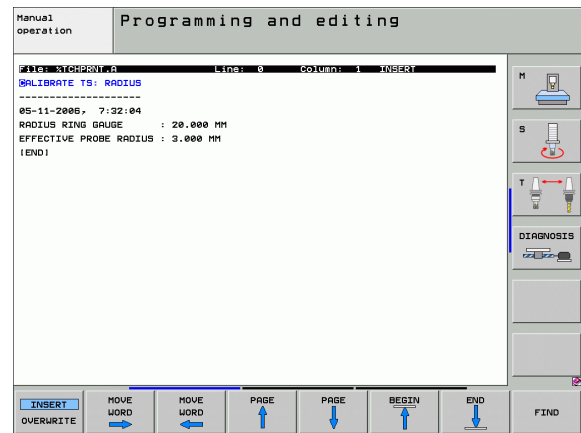 Manual
operation
Programming and editing
File: %TCHPRNT.A Line: 0 Column: 1 INSERT
CALIBRATE TS: RADIUS
--------------------
05-11-2006, 7:32:04
RADIUS RING GAUGE : 20.000 MM
EFFECTIVE PROBE RADIUS : 3.000 MM
[END]
M
S
T
DIAGNOSIS
INSERT
OVERWRITE
MOVE
WORD
MOVE
WORD
PAGE
PAGE
BEGIN
END
FIND